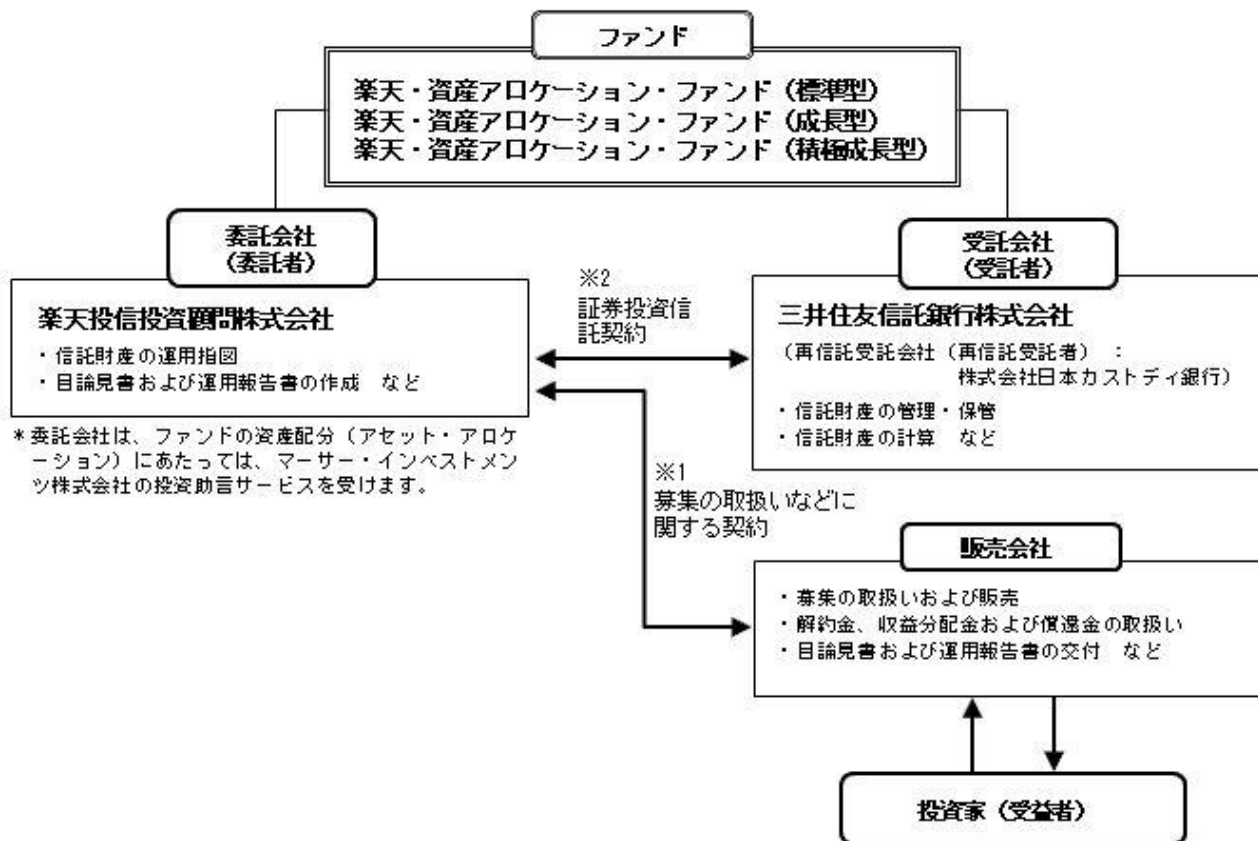 ファンド
楽天・資産アロケーション・ファンド(標準型)
楽天・資産アロケーション・ファンド(成長型)
楽天・資産アロケーション・ファンド(積極成長型)
委託会社
(委託者)
楽天投信投資顧問株式会社
・信託財産の運用指図
・目論見書および運用報告書の作成 など
*委託会社は、ファンドの資産配分(アセット・アロケ
ーション)にあたっては、マーサー・インベストメン
ツ株式会社の投資助言サービスを受けます。
※2
証券投資信
託契約
受託会社
(受託者)
三井住友信託銀行株式会社
(再信託受託会社(再信託受託者) :
株式会社日本カストディ銀行)
・信託財産の管理・保管
・信託財産の計算 など
※1
募集の取扱いなどに
関する契約
販売会社
・募集の取扱いおよび販売
・解約金、収益分配金および償還金の取扱い
・目論見書および運用報告書の交付 など
投資家(受益者)